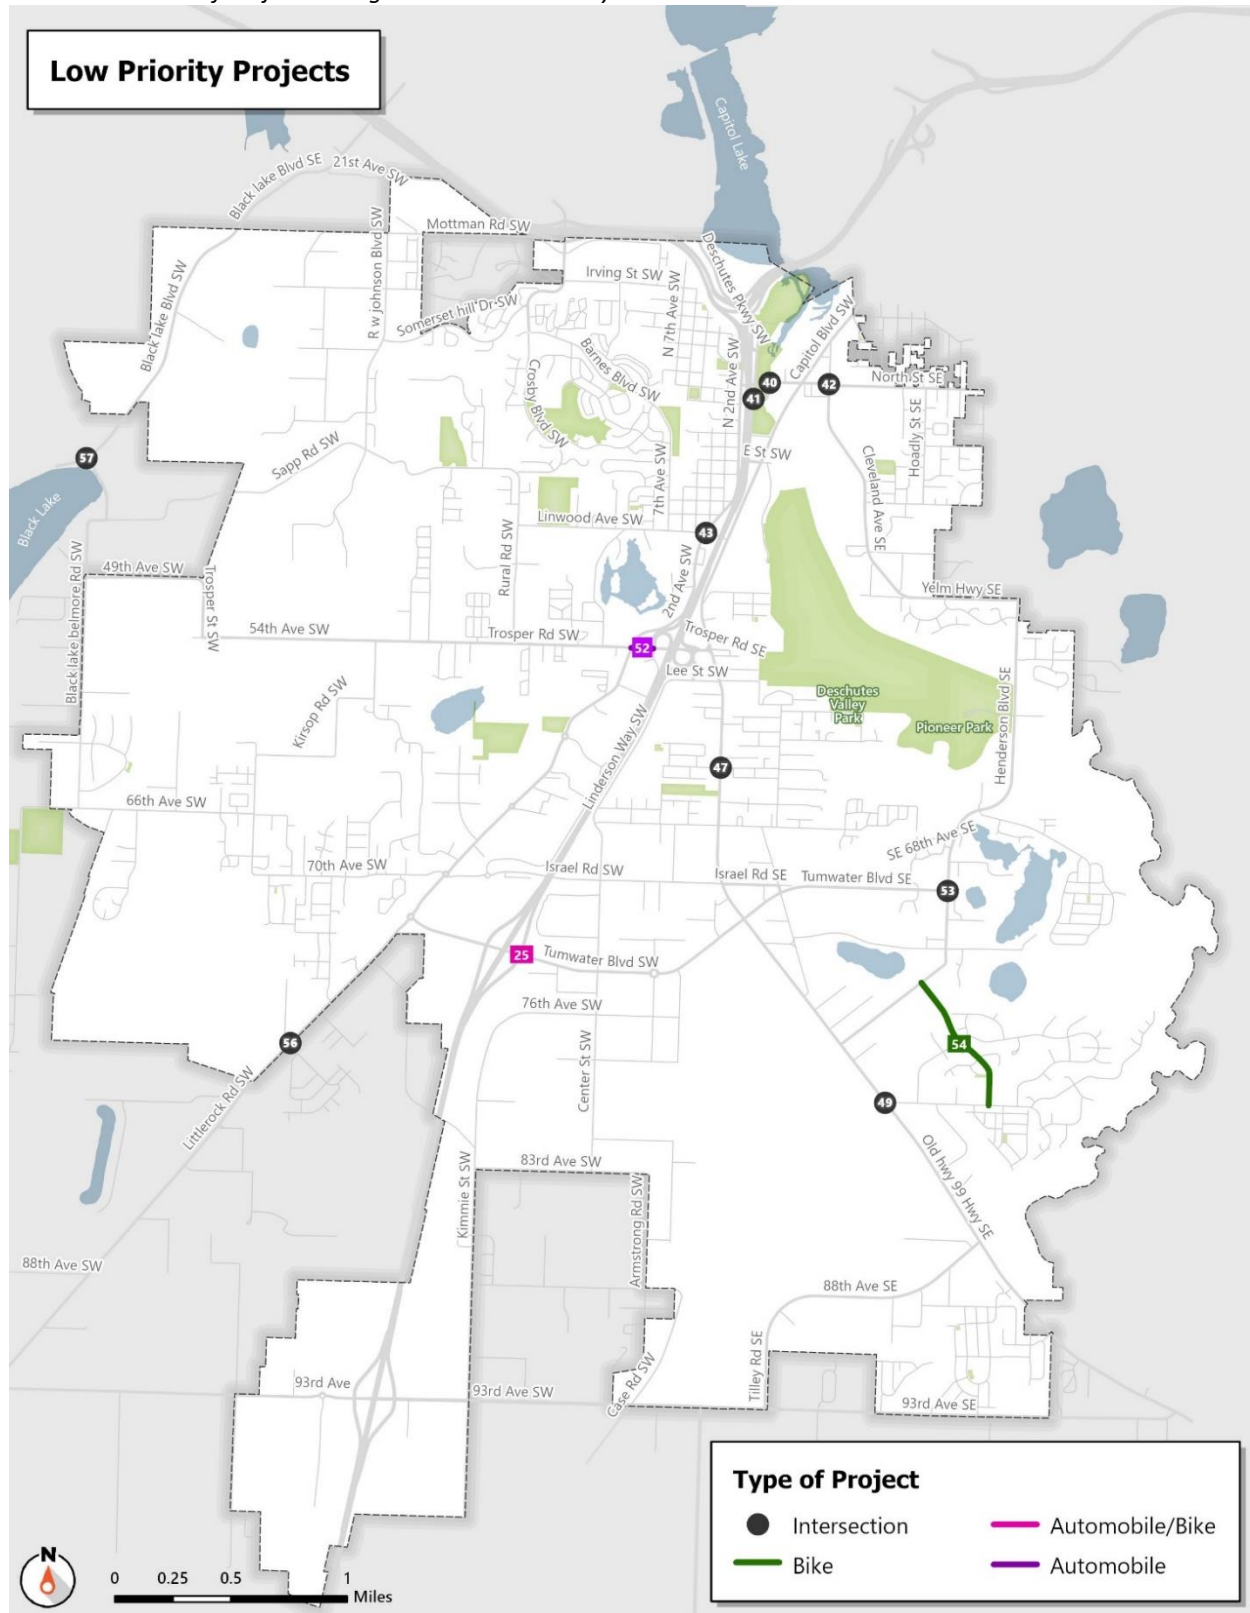 Low Priority Projects
Capitol Lake
Black lake Blvd SE
21st Ave SW
Mottman Rd SW
R w johnson Blvd SW
Black lake Blvd SW
Irving St SW
Deschutes Pkwy SW
Somerset hill Dr SW
N 7th Ave SW
Capitol Blvd SW
Barnes Blvd SW
N 2nd Ave SW
Crosby Blvd SW
40
41
42
North St SE
Hoadly St SE
Sapp Rd SW
E St SW
57
7th Ave SW
Cleveland Ave SE
Black Lake
Linwood Ave SW
43
49th Ave SW
Rural Rd SW
2nd Ave SW
Yelm Hwy SE
Trosper St SW
Black lake belmore Rd SW
54th Ave SW
Trosper Rd SW
52
Trosper Rd SE
Lee St SW
Deschutes
Valley
Park
Pioneer Park
Henderson Blvd SE
Kirsop Rd SW
Linderson Way SW
47
66th Ave SW
SE 68th Ave SE
70th Ave SW
Israel Rd SW
Israel Rd SE
Tumwater Blvd SE
53
25
Tumwater Blvd SW
76th Ave SW
56
54
Center St SW
49
Littlerock Rd SW
Old hwy 99 Hwy SE
83rd Ave SW
Kimmie St SW
Armstrong Rd SW
88th Ave SW
88th Ave SE
Tilley Rd SE
93rd Ave
93rd Ave SW
Case Rd SW
93rd Ave SE
Type of Project
Intersection
Automobile/Bike
Bike
Automobile
N
0 0.25 0.5 1
Miles